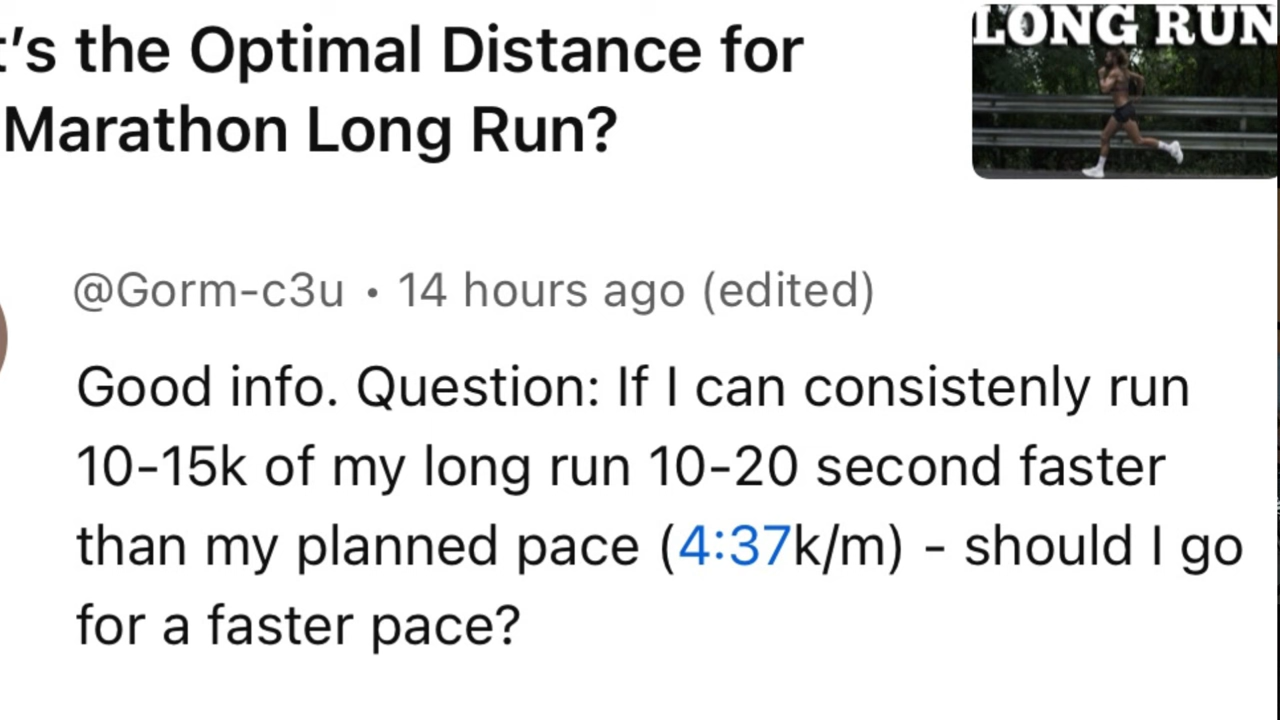 t's the Optimal Distance for
Marathon Long Run?
LONG RUN
@Gorm-c3u • 14 hours ago (edited)
Good info. Question: If I can consistenly run
10-15k of my long run 10-20 second faster
than my planned pace (4:37k/m) - should I go
for a faster pace?